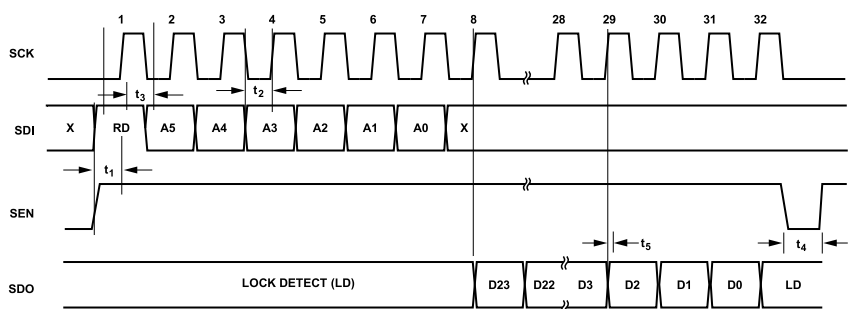 1 2 3 4 5 6 7 8 28 29 30 31 32
SCK
t3 t2
SDI X RD A5 A4 A3 A2 A1 A0 X
t1
SEN
t5 t4
SDO LOCK DETECT (LD) D23 D22 D3 D2 D1 D0 LD